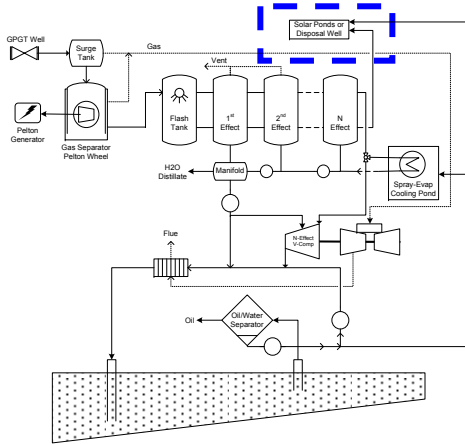 Solar Ponds or
Disposal Well
GPGT Well
Surge
Tank
Gas
Vent
Pelton
Generator
Gas Separator
Pelton Wheel
Flash
Tank
1st
Effect
2nd
Effect
N
Effect
H2O
Distillate
Manifold
Spray-Evap
Cooling Pond
N-Effect
V-Comp
Flue
Oil
Oil/Water
Separator